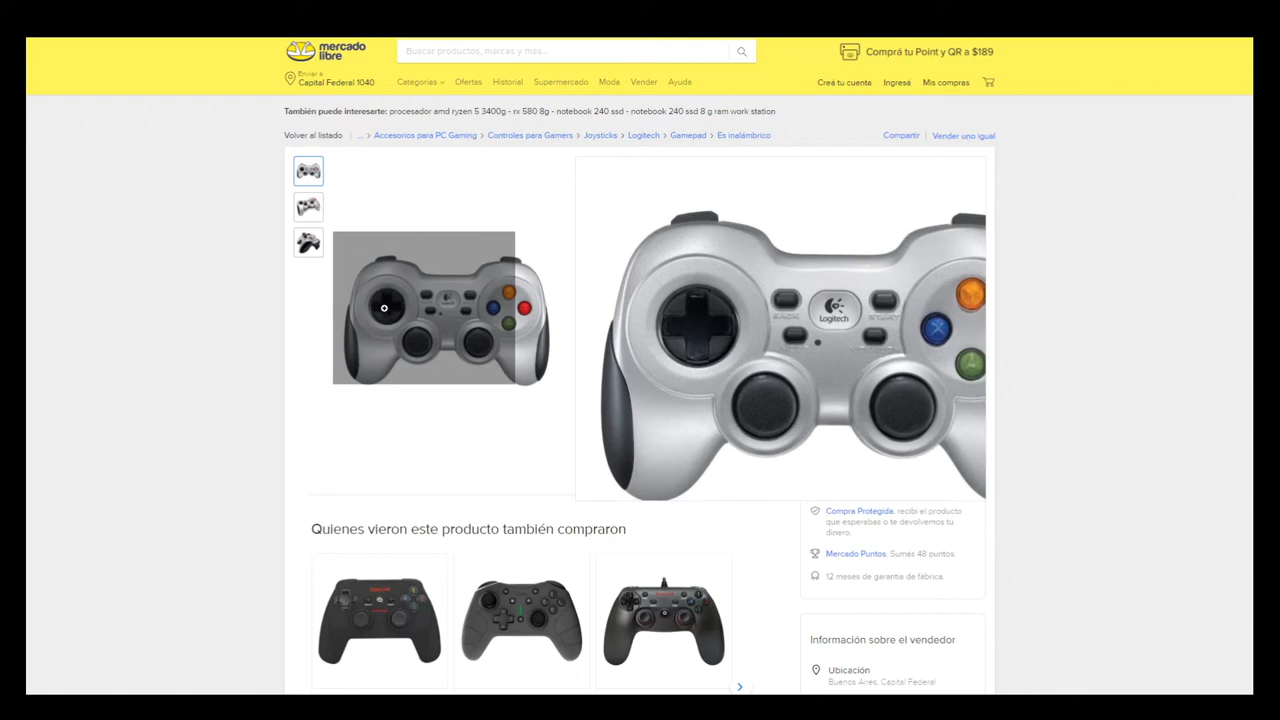 mercado
libre
Buscar productos, marcas y más...
Comprá tu Point y QR a $189
Enviar a
Capital Federal 1040
Categorías Ofertas Historial Supermercado Moda Vender Ayuda
Creá tu cuenta Ingresá Mis compras
También puede interesarte: procesador amd ryzen 5 3400g - rx 580 8g - notebook 240 ssd - notebook 240 ssd 8 g ram work station
Volver al listado | ... > Accesorios para PC Gaming > Controles para Gamers > Joysticks > Logitech > Gamepad > Es inalámbrico
Compartir | Vender uno igual
BACK
Logitech
START
Quienes vieron este producto también compraron
Compra Protegida, recibí el producto
que esperabas o te devolvemos tu
dinero.
Mercado Puntos. Sumás 48 puntos.
12 meses de garantía de fábrica.
Información sobre el vendedor
Ubicación
Buenos Aires, Capital Federal